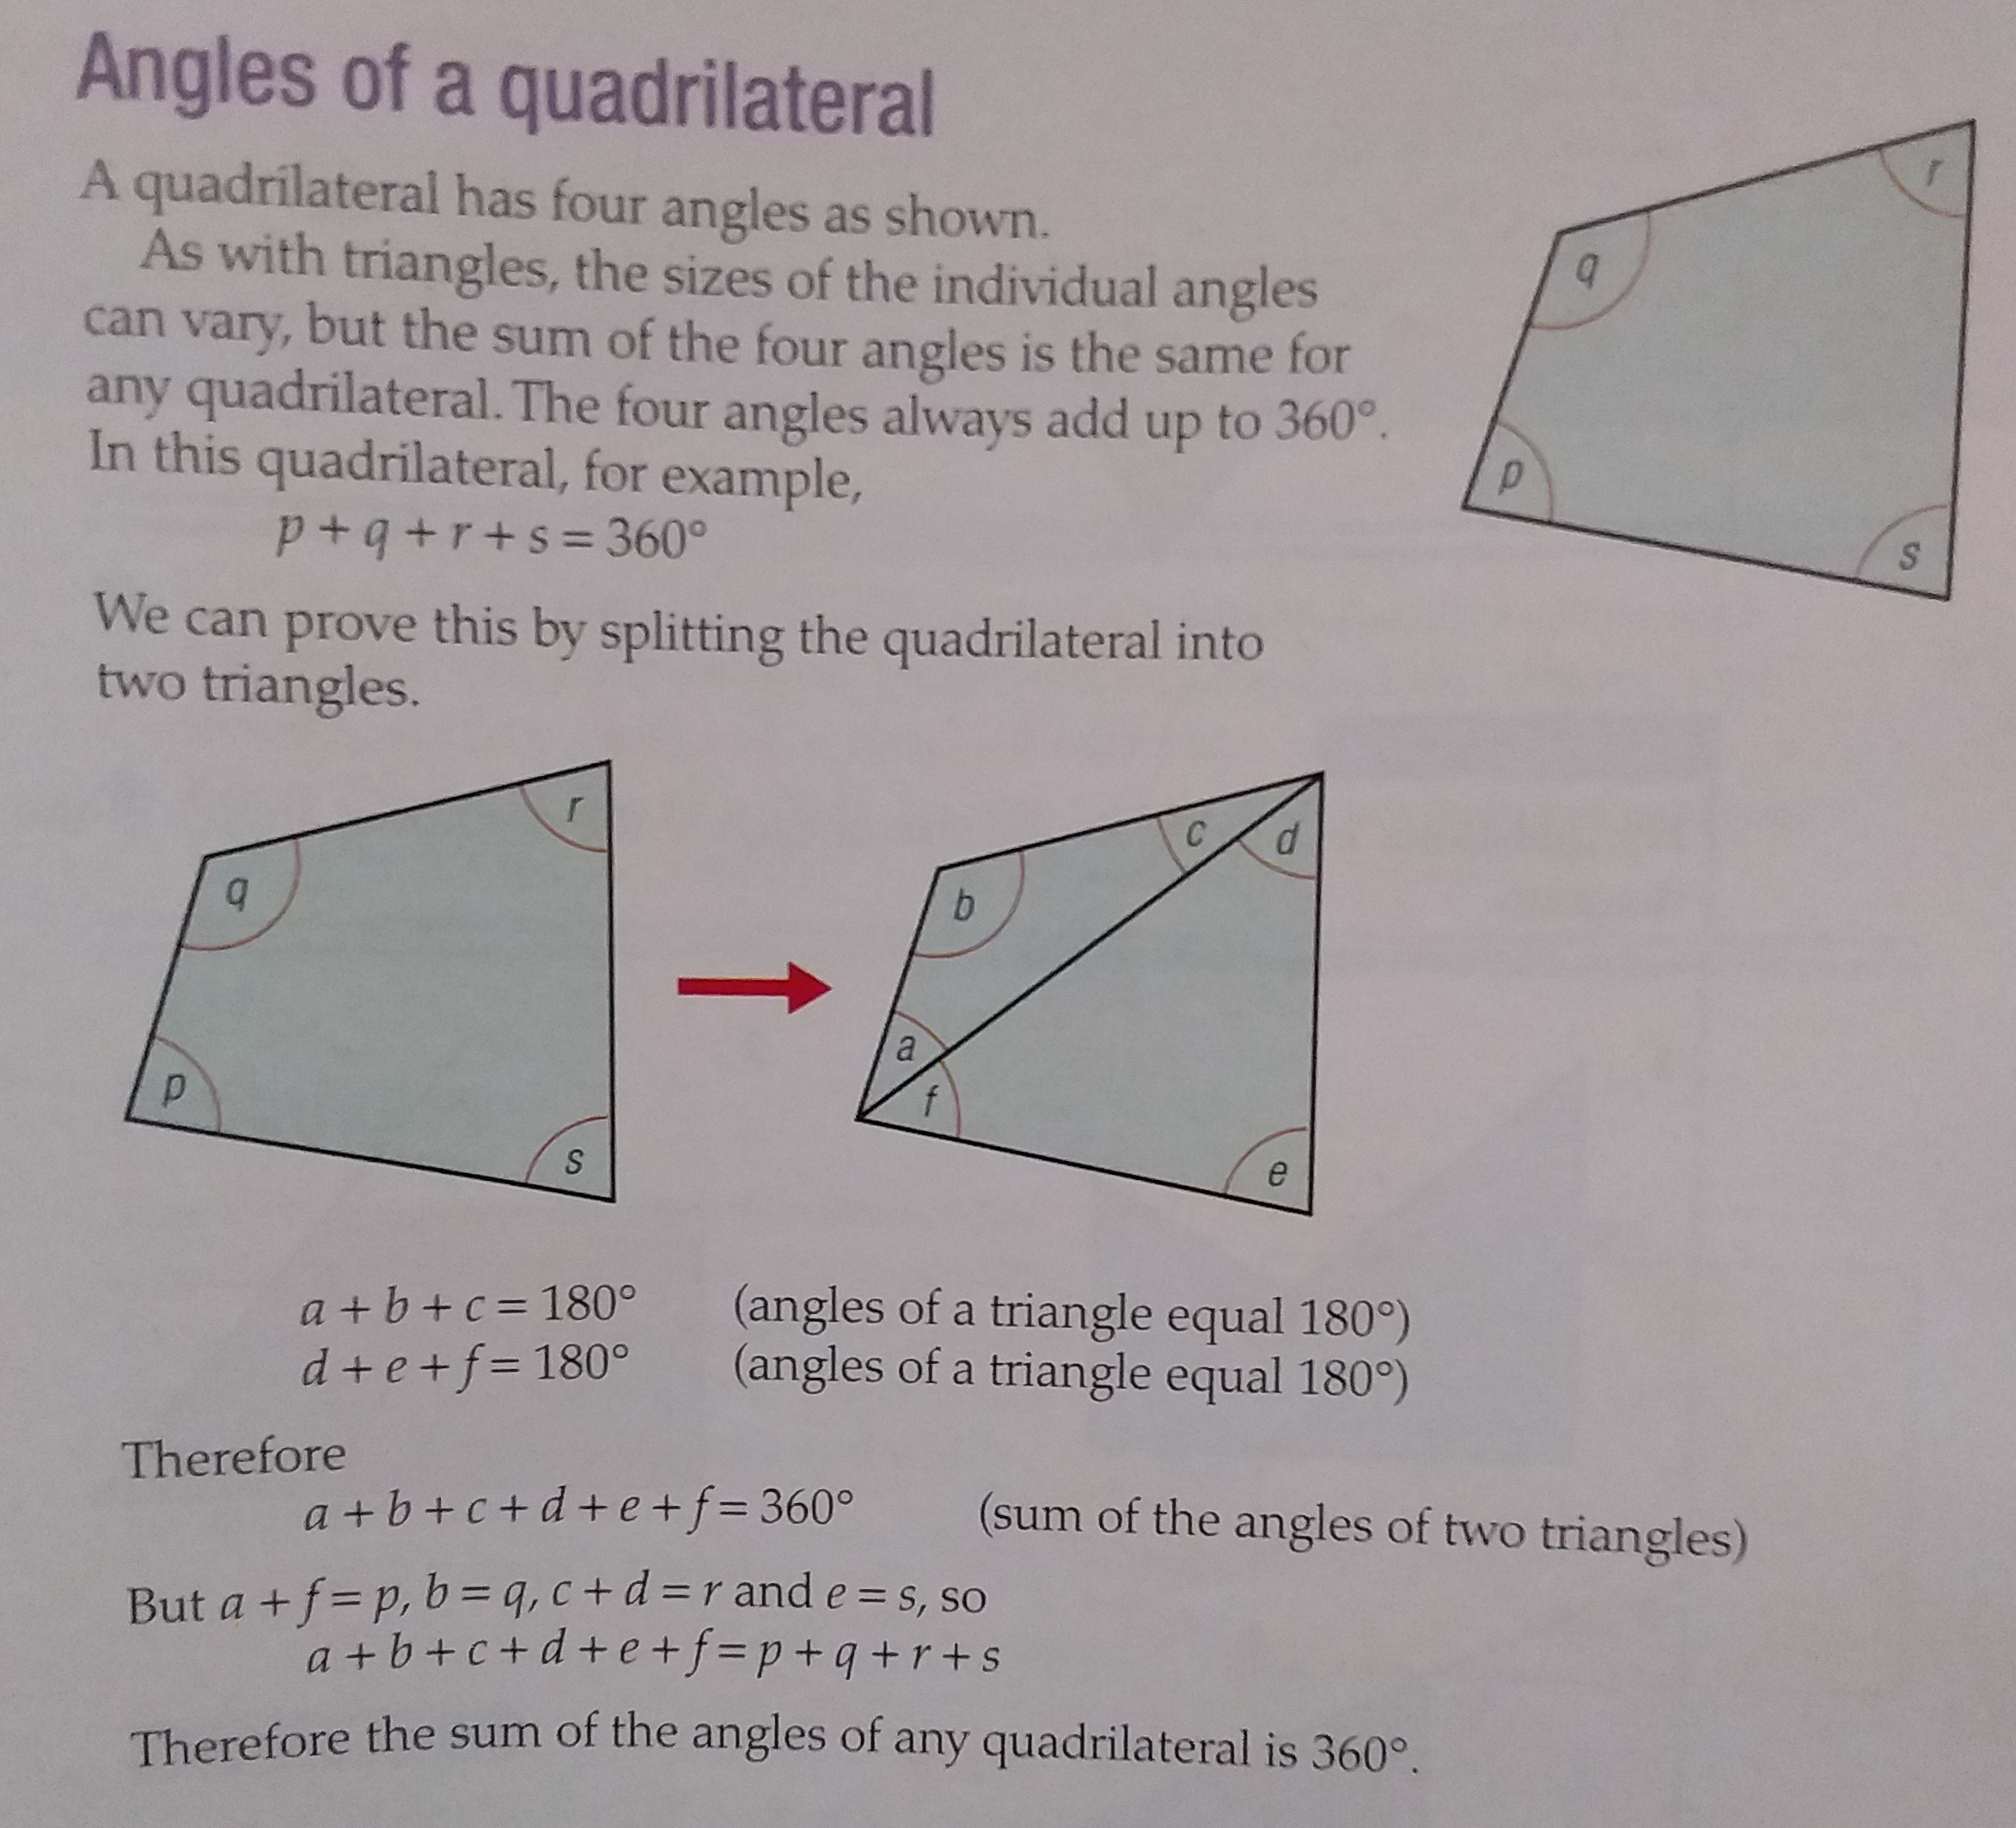 Angles of a quadrilateral
A quadrilateral has four angles as shown.
As with triangles, the sizes of the individual angles
can vary, but the sum of the four angles is the same for
any quadrilateral. The four angles always add up to 360°.
In this quadrilateral, for example,
p + q + r + s = 360°
r
q
p
s
We can prove this by splitting the quadrilateral into
two triangles.
r
q
p
s
c d
b
a
f
e
a + b + c = 180° (angles of a triangle equal 180°)
d + e + f = 180° (angles of a triangle equal 180°)
Therefore
a + b + c + d + e + f = 360° (sum of the angles of two triangles)
But a + f = p, b = q, c + d = r and e = s, so
a + b + c + d + e + f = p + q + r + s
Therefore the sum of the angles of any quadrilateral is 360°.